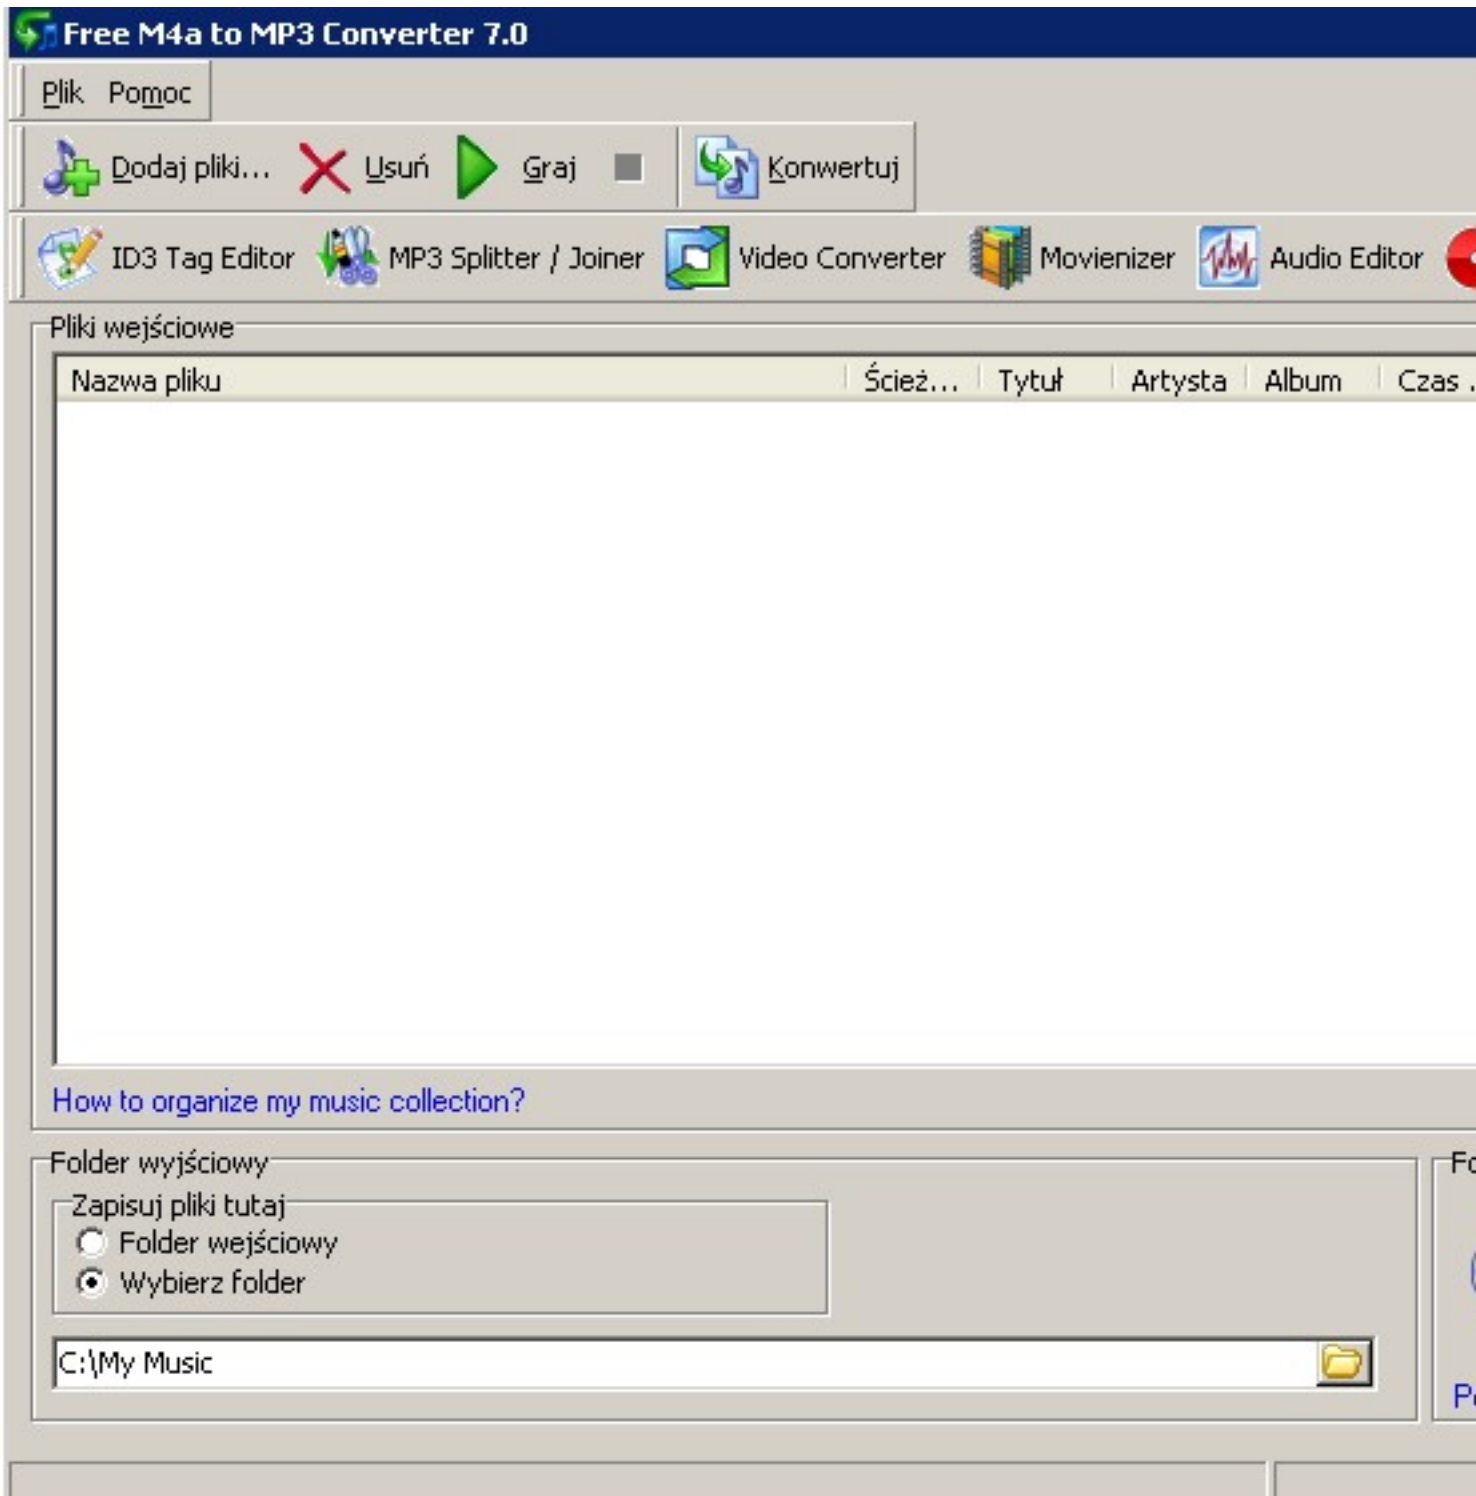 Free M4a to MP3 Converter 7.0
Plik Pomoc
Dodaj pliki... Usuń Graj Konwertuj
ID3 Tag Editor MP3 Splitter / Joiner Video Converter Movienizer Audio Editor
Pliki wejściowe
Nazwa pliku Ścież... Tytuł Artysta Album Czas
How to organize my music collection?
Folder wyjściowy
Zapisuj pliki tutaj
Folder wejściowy
Wybierz folder
C:\My Music